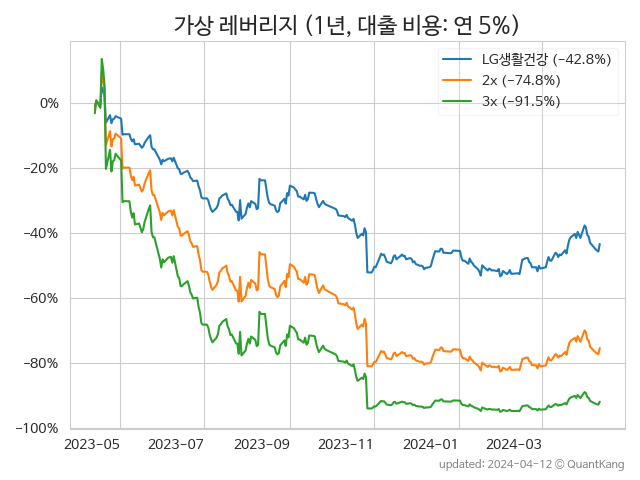 가상 레버리지 (1년, 대출 비용: 연 5%)
LG생활건강 (−42.8%)
2x (−74.8%)
3x (−91.5%)
0%
−20%
−40%
−60%
−80%
−100%
2023-05 2023-07 2023-09 2023-11 2024-01 2024-03
updated: 2024-04-12 © QuantKang